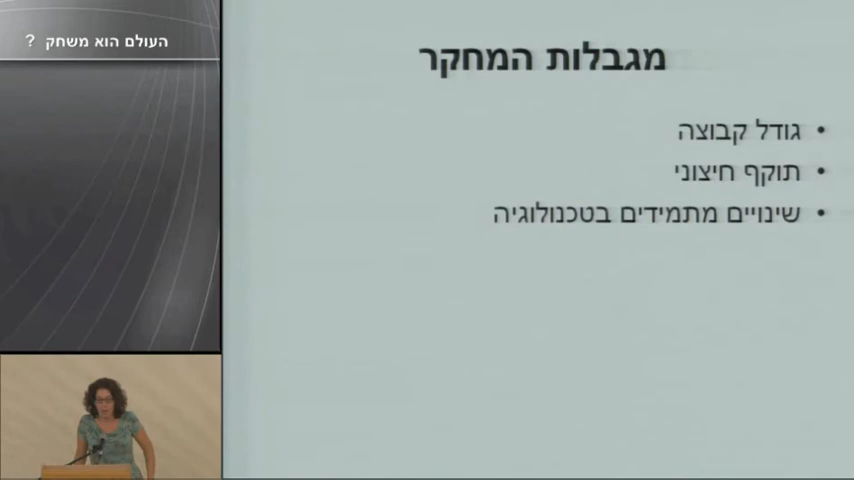 העולם הוא משחק ?
מגבלות המחקר
• גודל קבוצה
• תוקף חיצוני
• שינויים מתמידים בטכנולוגיה